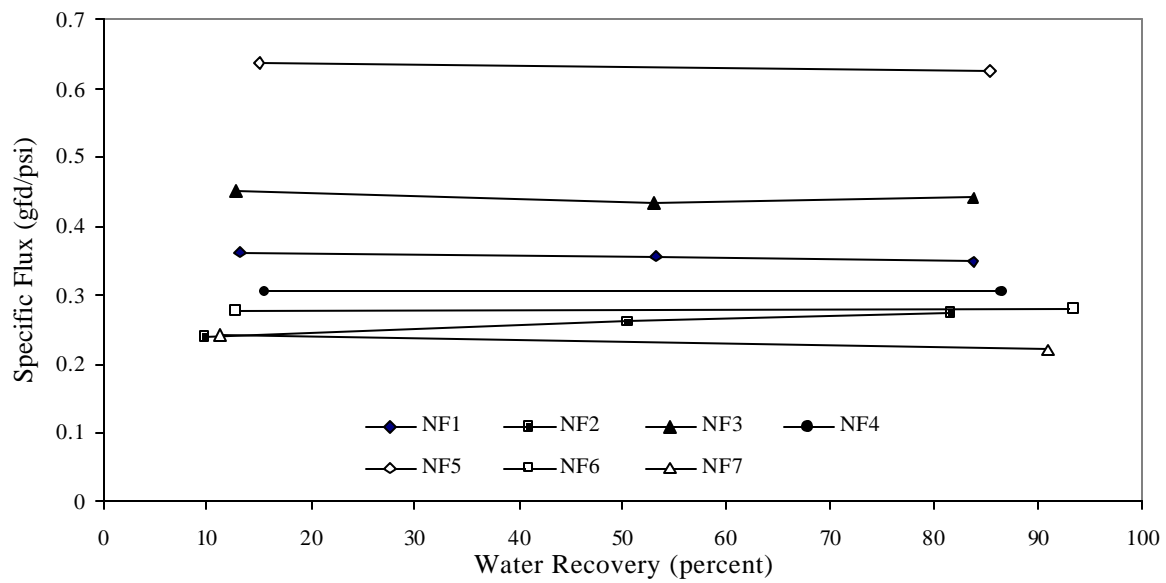 0.7
0.6
0.5
0.4
0.3
0.2
0.1
0
Specific Flux (gfd/psi)
NF1 NF2 NF3 NF4
NF5 NF6 NF7
0 10 20 30 40 50 60 70 80 90 100
Water Recovery (percent)